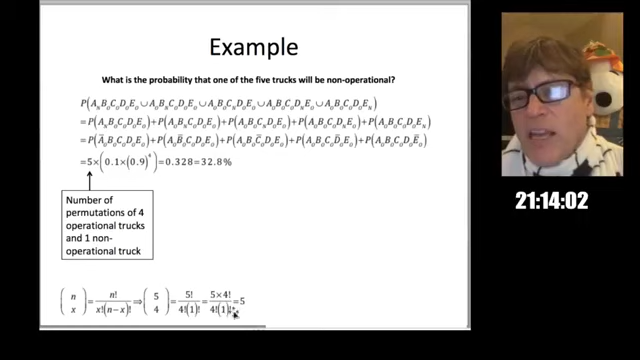 Example
What is the probability that one of the five trucks will be non-operational?
P(A_N B_O C_O D_O E_O ∪ A_O B_N C_O D_O E_O ∪ A_O B_O C_N D_O E_O ∪ A_O B_O C_O D_N E_O ∪ A_O B_O C_O D_O E_N)
=P(A_N B_O C_O D_O E_O)+P(A_O B_N C_O D_O E_O)+P(A_O B_O C_N D_O E_O)+P(A_O B_O C_O D_N E_O)+P(A_O B_O C_O D_O E_N)
=P(A̅_O B_O C_O D_O E_O)+P(A_O B̅_O C_O D_O E_O)+P(A_O B_O C̅_O D_O E_O)+P(A_O B_O C_O D̅_O E_O)+P(A_O B_O C_O D_O E̅_O)
=5×(0.1×(0.9)^4)=0.328=32.8%
Number of
permutations of 4
operational trucks
and 1 non-
operational truck
(n x)=n!/x!(n−x)!⇒(5 4)=5!/4!(1)!=5×4!/4!(1)!=5
21:14:02